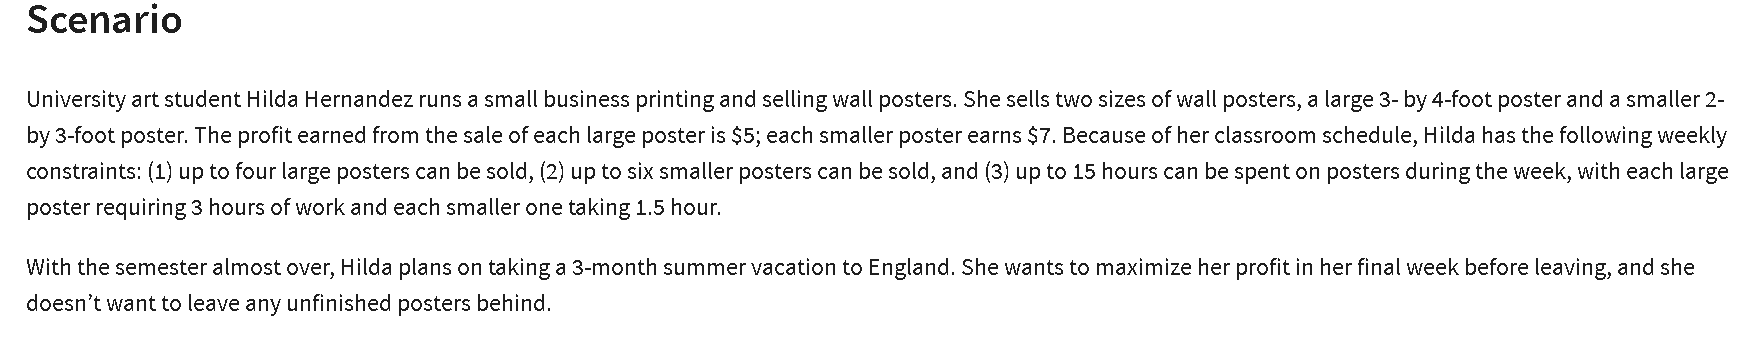 Scenario
University art student Hilda Hernandez runs a small business printing and selling wall posters. She sells two sizes of wall posters, a large 3- by 4-foot poster and a smaller 2-
by 3-foot poster. The profit earned from the sale of each large poster is $5; each smaller poster earns $7. Because of her classroom schedule, Hilda has the following weekly
constraints: (1) up to four large posters can be sold, (2) up to six smaller posters can be sold, and (3) up to 15 hours can be spent on posters during the week, with each large
poster requiring 3 hours of work and each smaller one taking 1.5 hour.
With the semester almost over, Hilda plans on taking a 3-month summer vacation to England. She wants to maximize her profit in her final week before leaving, and she
doesn’t want to leave any unfinished posters behind.